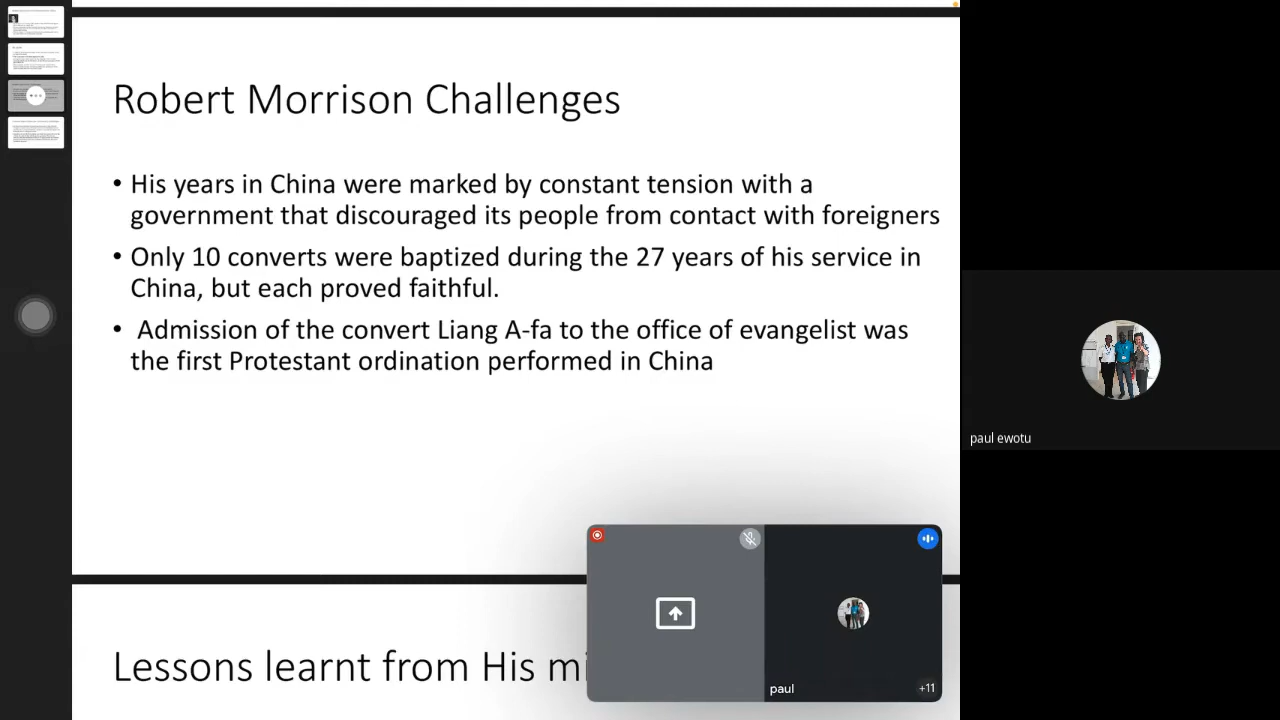 Robert Morrison Challenges
• His years in China were marked by constant tension with a
government that discouraged its people from contact with foreigners
• Only 10 converts were baptized during the 27 years of his service in
China, but each proved faithful.
• Admission of the convert Liang A-fa to the office of evangelist was
the first Protestant ordination performed in China
paul ewotu
Lessons learnt from His mi
paul
+11